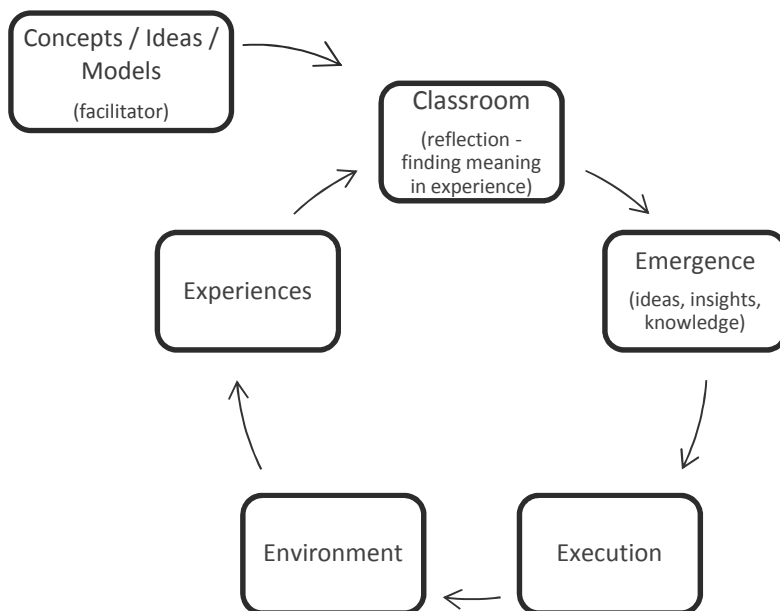 Concepts / Ideas /
Models
(facilitator)
Classroom
(reflection -
finding meaning
in experience)
Experiences
Emergence
(ideas, insights,
knowledge)
Environment
Execution